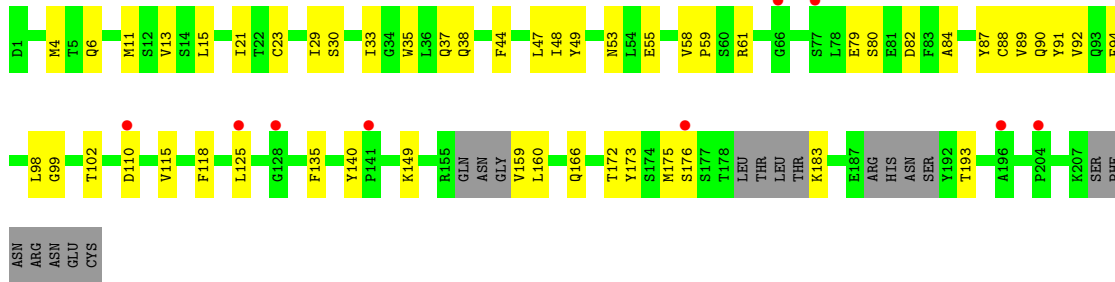 D1 M4 T5 Q6 M11 S12 V13 S14 L15 I21 T22 C23 I29 S30 I33 G34 W35 L36 Q37 Q38 F44 L47 I48 Y49 N53 L54 E55 V58 P59 S60 R61 G66 S77 L78 E79 S80 E81 D82 F83 A84 Y87 C88 V89 Q90 Y91 V92 Q93
L98 G99 T102 D110 V115 F118 L125 G128 F135 Y140 P141 K149 R155 GLN ASN GLY V159 L160 Q166 T172 Y173 S174 M175 S176 S177 T178 LEU THR LEU THR K183 E187 ARG HIS ASN SER Y192 T193 A196 P204 K207 SER PHE
ASN ARG ASN GLU CYS